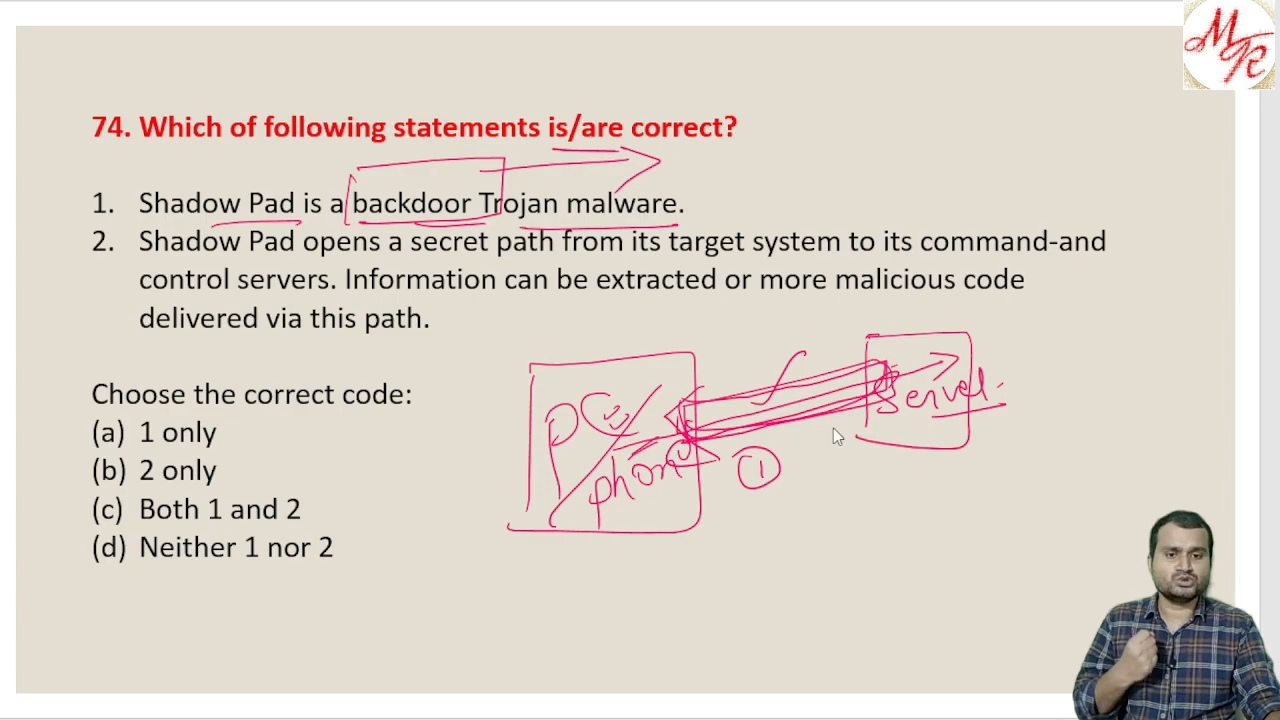 MR
74. Which of following statements is/are correct?
1. Shadow Pad is a backdoor Trojan malware.
2. Shadow Pad opens a secret path from its target system to its command-and
control servers. Information can be extracted or more malicious code
delivered via this path.
Choose the correct code:
(a) 1 only
(b) 2 only
(c) Both 1 and 2
(d) Neither 1 nor 2
PC
phone
1
Server